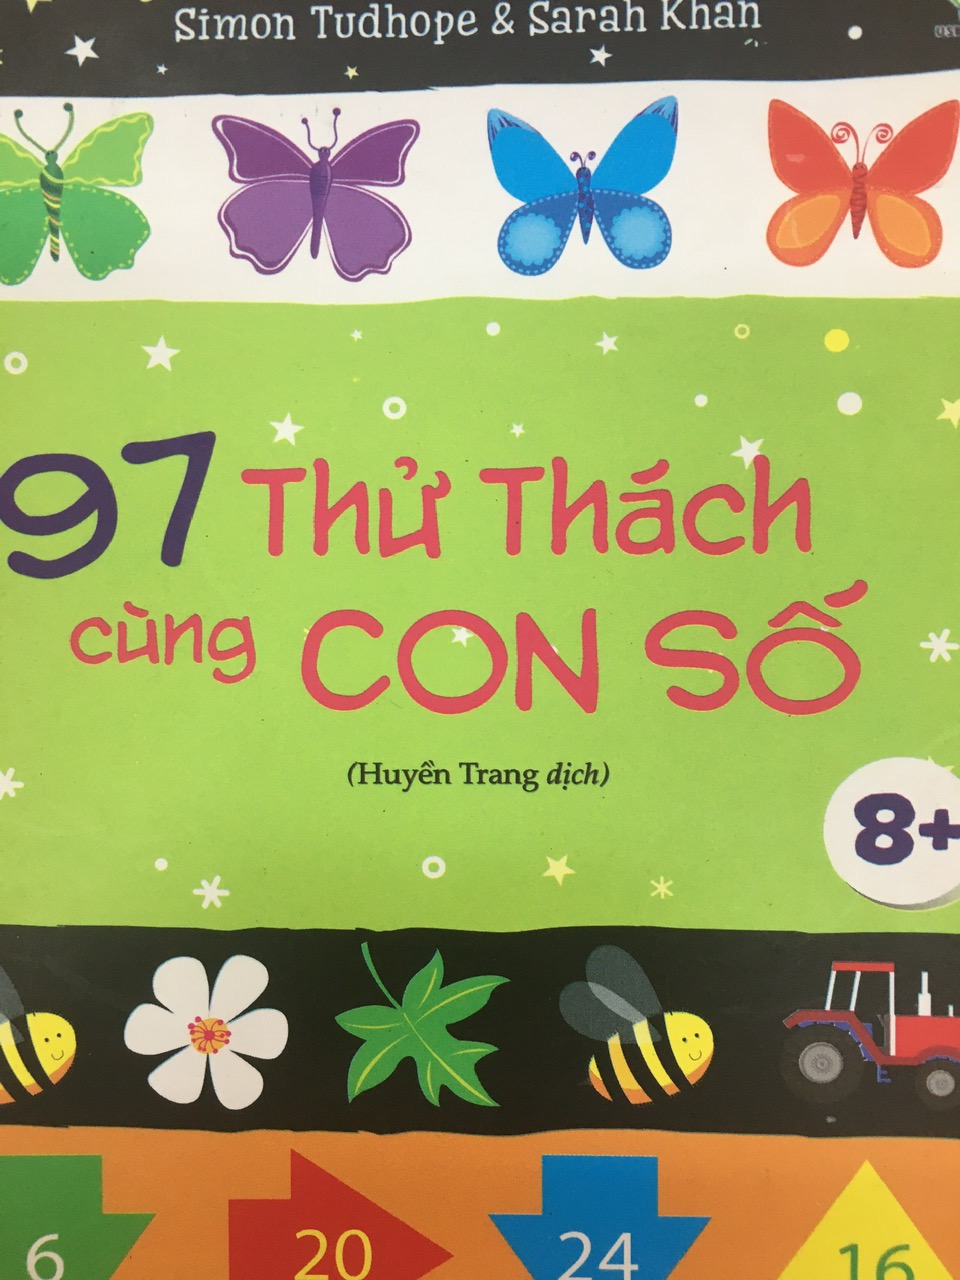 Simon Tudhope & Sarah Khan
97 Thử Thách
cùng CON SỐ
(Huyền Trang dịch)
8+
6
20
24
16